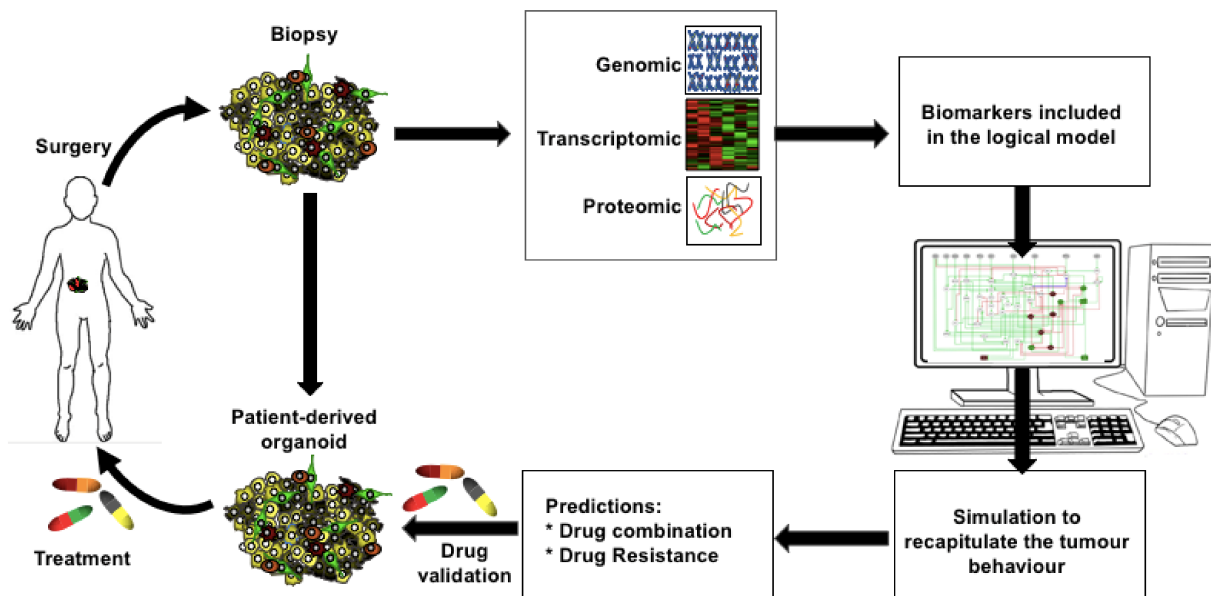 Biopsy
Surgery
Genomic
Transcriptomic
Proteomic
Biomarkers included
in the logical model
Patient-derived
organoid
Treatment
Drug
validation
Predictions:
* Drug combination
* Drug Resistance
Simulation to
recapitulate the tumour
behaviour